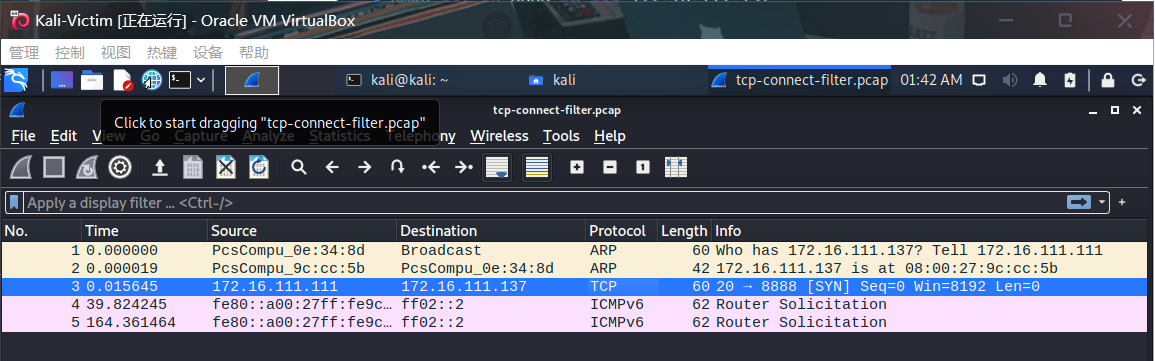 Kali-Victim [正在运行] - Oracle VM VirtualBox
管理 控制 视图 热键 设备 帮助
kali@kali: ~ kali tcp-connect-filter.pcap 01:42 AM
tcp-connect-filter.pcap
Click to start dragging "tcp-connect-filter.pcap"
File Edit View Go Capture Analyze Statistics Telephony Wireless Tools Help
Apply a display filter ... <Ctrl-/>
No. Time Source Destination Protocol Length Info
1 0.000000 PcsCompu_0e:34:8d Broadcast ARP 60 Who has 172.16.111.137? Tell 172.16.111.111
2 0.000019 PcsCompu_9c:cc:5b PcsCompu_0e:34:8d ARP 42 172.16.111.137 is at 08:00:27:9c:cc:5b
3 0.015645 172.16.111.111 172.16.111.137 TCP 60 20 → 8888 [SYN] Seq=0 Win=8192 Len=0
4 39.824245 fe80::a00:27ff:fe9c… ff02::2 ICMPv6 62 Router Solicitation
5 164.361464 fe80::a00:27ff:fe9c… ff02::2 ICMPv6 62 Router Solicitation